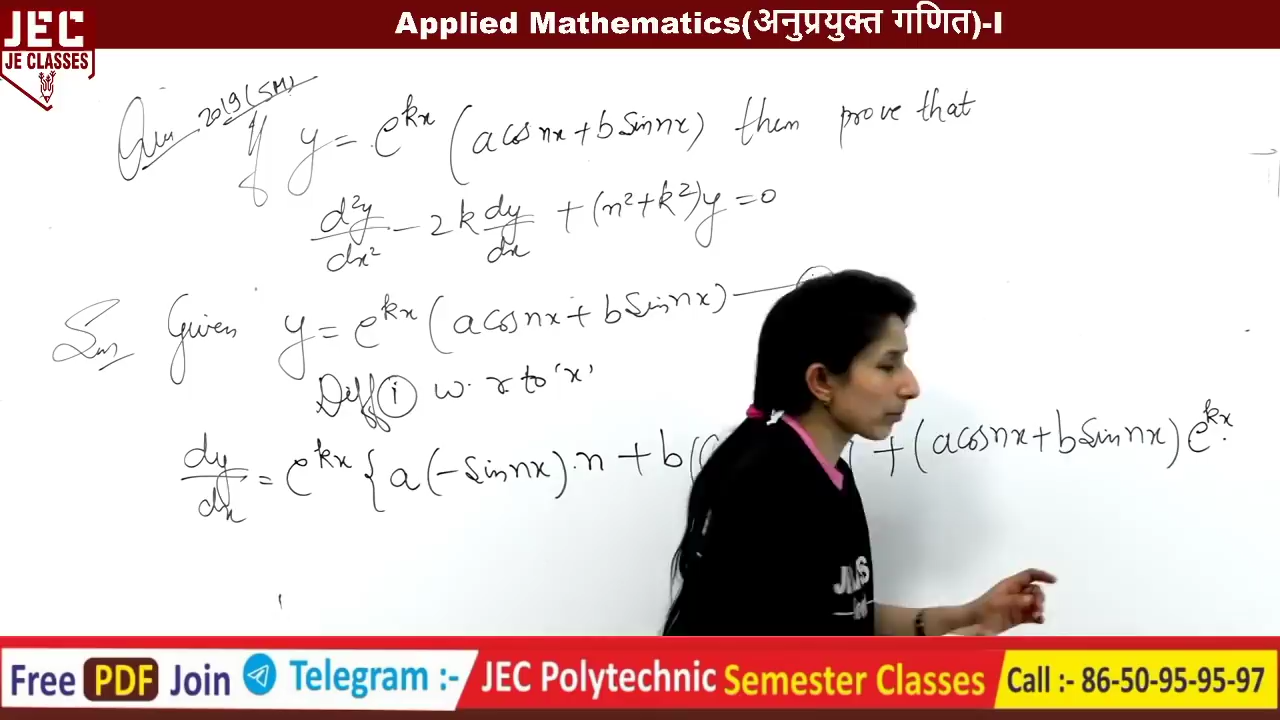 Applied Mathematics(अनुप्रयुक्त गणित)-I
JEC
JE CLASSES
Ques 2019(5M) If y = e^{kx} (a cos nx + b sin nx) then prove that
d²y/dx² - 2k dy/dx + (n² + k²)y = 0
Given y = e^{kx} (a cos nx + b sin nx)
Diff (i) w. r to 'x'
dy/dx = e^{kx} { a(-sin nx).n + b( + (a cos nx + b sin nx) e^{kx}.
Free PDF Join Telegram :- JEC Polytechnic Semester Classes Call :- 86-50-95-95-97